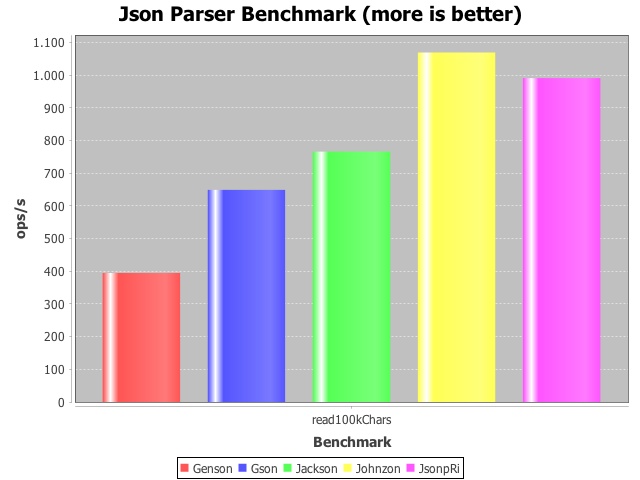 Json Parser Benchmark (more is better)
1.100
1.000
900
800
700
600
500
400
300
200
100
0
ops/s
read100kChars
Benchmark
Genson Gson Jackson Johnzon JsonpRi